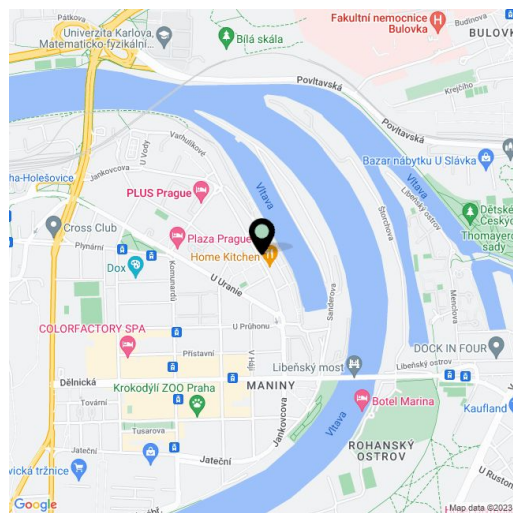 Pátkova
Univerzita Karlova,
Matematicko-fyzikální...
Bílá skála
Fakultní nemocnice
Bulovka
Budinova
BULOVK
Krejčího
Povltavská
Povltavská
Vltava
Bazar nábytku U Slávka
Libeňský ostrov
Dětské
Českýc
Thomayerov
sady
Varhulíkové
U Vody
Jankovcova
ha-Holešovice
PLUS Prague
Vltava
Štorchova
Cross Club
Plynární
Plaza Prague
Home Kitchen
Dox
Komunardů
U Uranie
Sanderova
Menclova
COLORFACTORY SPA
U Průhonu
Přístavní
V Háji
Libeňský most
DOCK IN FOUR
Libeňský ostrov
Dělnická
MANINY
Krokodýlí ZOO Praha
Tovární
Jankovcova
Vltava
Botel Marina
Kaufland
Tusarova
ROHANSKÝ
OSTROV
Jateční
Jateční
vická tržnice
U Rustonk
Google
Map data ©2023